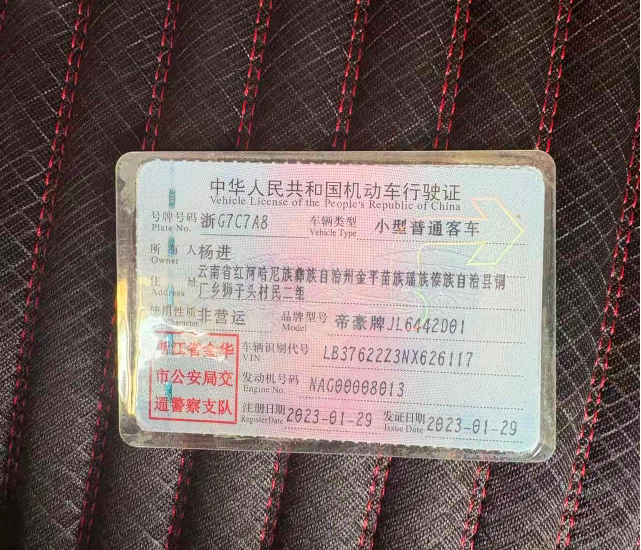 中华人民共和国机动车行驶证
Vehicle License of the People's Republic of China
号牌号码 浙G7C7A8 车辆类型 小型普通客车
Plate No. Vehicle Type
所有人 杨进
Owner
住址 云南省红河哈尼族彝族自治州金平苗族瑶族傣族自治县铜
Address 厂乡狮子头村民二组
使用性质 非营运 品牌型号 帝豪牌JL6442D01
Character Model
浙江省金华 车辆识别代号 LB37622Z3NX626117
VIN
市公安局交 发动机号码 NAG00008013
Engine No.
通警察支队 注册日期 2023-01-29 发证日期 2023-01-29
Register Date Issue Date